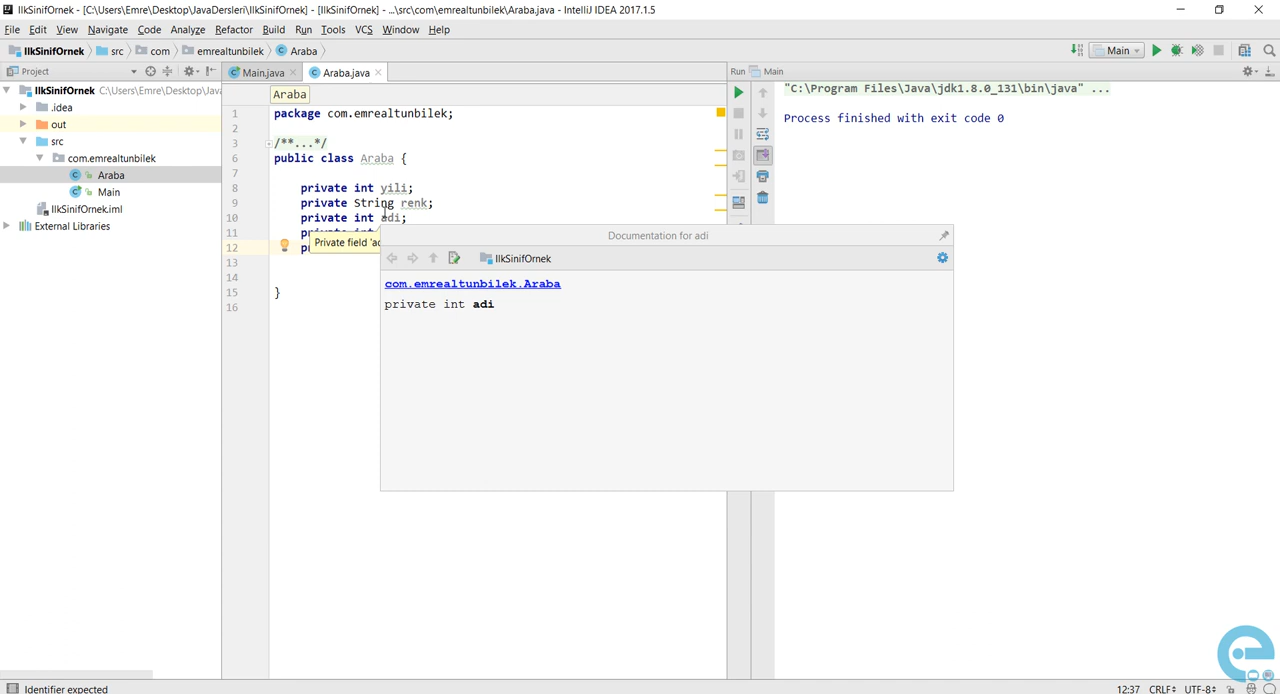 IlkSinifOrnek - [C:\Users\Emre\Desktop\JavaDersleri\IlkSinifOrnek] - [IlkSinifOrnek] - ...\src\com\emrealtunbilek\Araba.java - IntelliJ IDEA 2017.1.5
File Edit View Navigate Code Analyze Refactor Build Run Tools VCS Window Help
IlkSinifOrnek src com emrealtunbilek Araba Main
Project Main.java Araba.java Run Main
IlkSinifOrnek C:\Users\Emre\Desktop\Java
.idea
out
src
com.emrealtunbilek
Araba
Main
IlkSinifOrnek.iml
External Libraries
Araba
1 package com.emrealtunbilek;
2
3 /**...*/
6 public class Araba {
7
8 private int yili;
9 private String renk;
10 private int adi;
11 private int
12 p
13
14
15 }
16
Private field 'ad
Documentation for adi
IlkSinifOrnek
com.emrealtunbilek.Araba
private int adi
"C:\Program Files\Java\jdk1.8.0_131\bin\java" ...
Process finished with exit code 0
Identifier expected 12:37 CRLF UTF-8